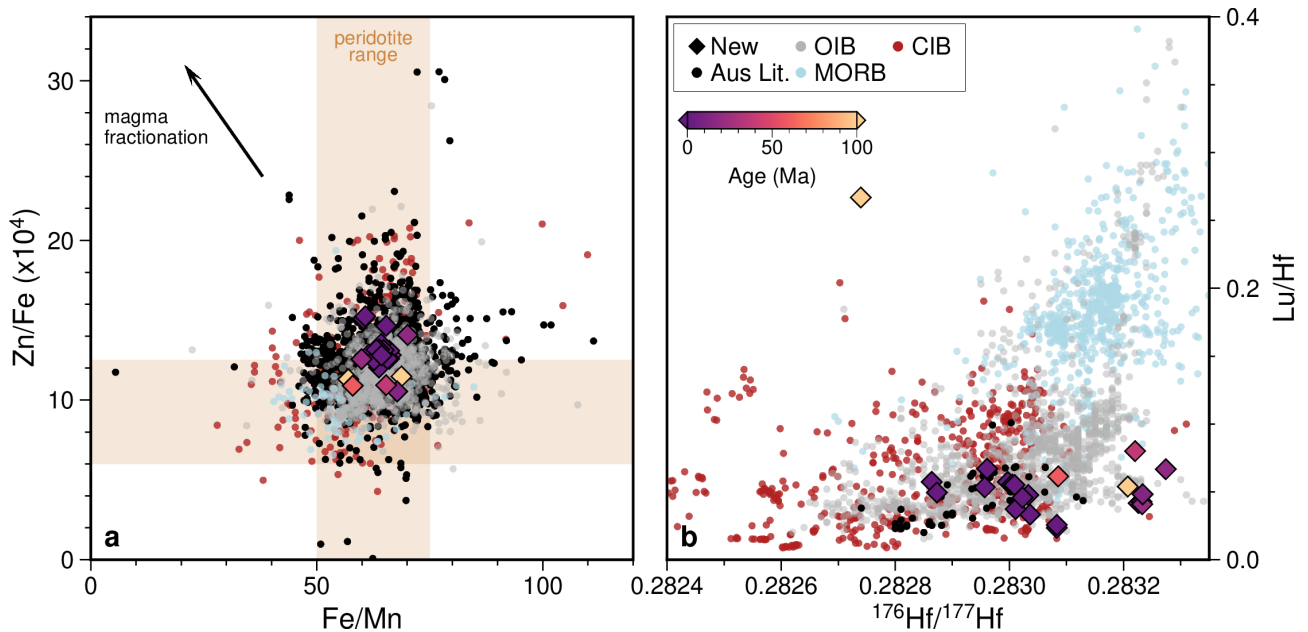 peridotite
range
magma
fractionation
Zn/Fe (x10⁴)
30
20
10
0
a
0
50
100
Fe/Mn
New
OIB
CIB
Aus Lit.
MORB
0
50
100
Age (Ma)
b
0.4
0.2
0.0
Lu/Hf
0.2824
0.2826
0.2828
0.2830
0.2832
¹⁷⁶Hf/¹⁷⁷Hf